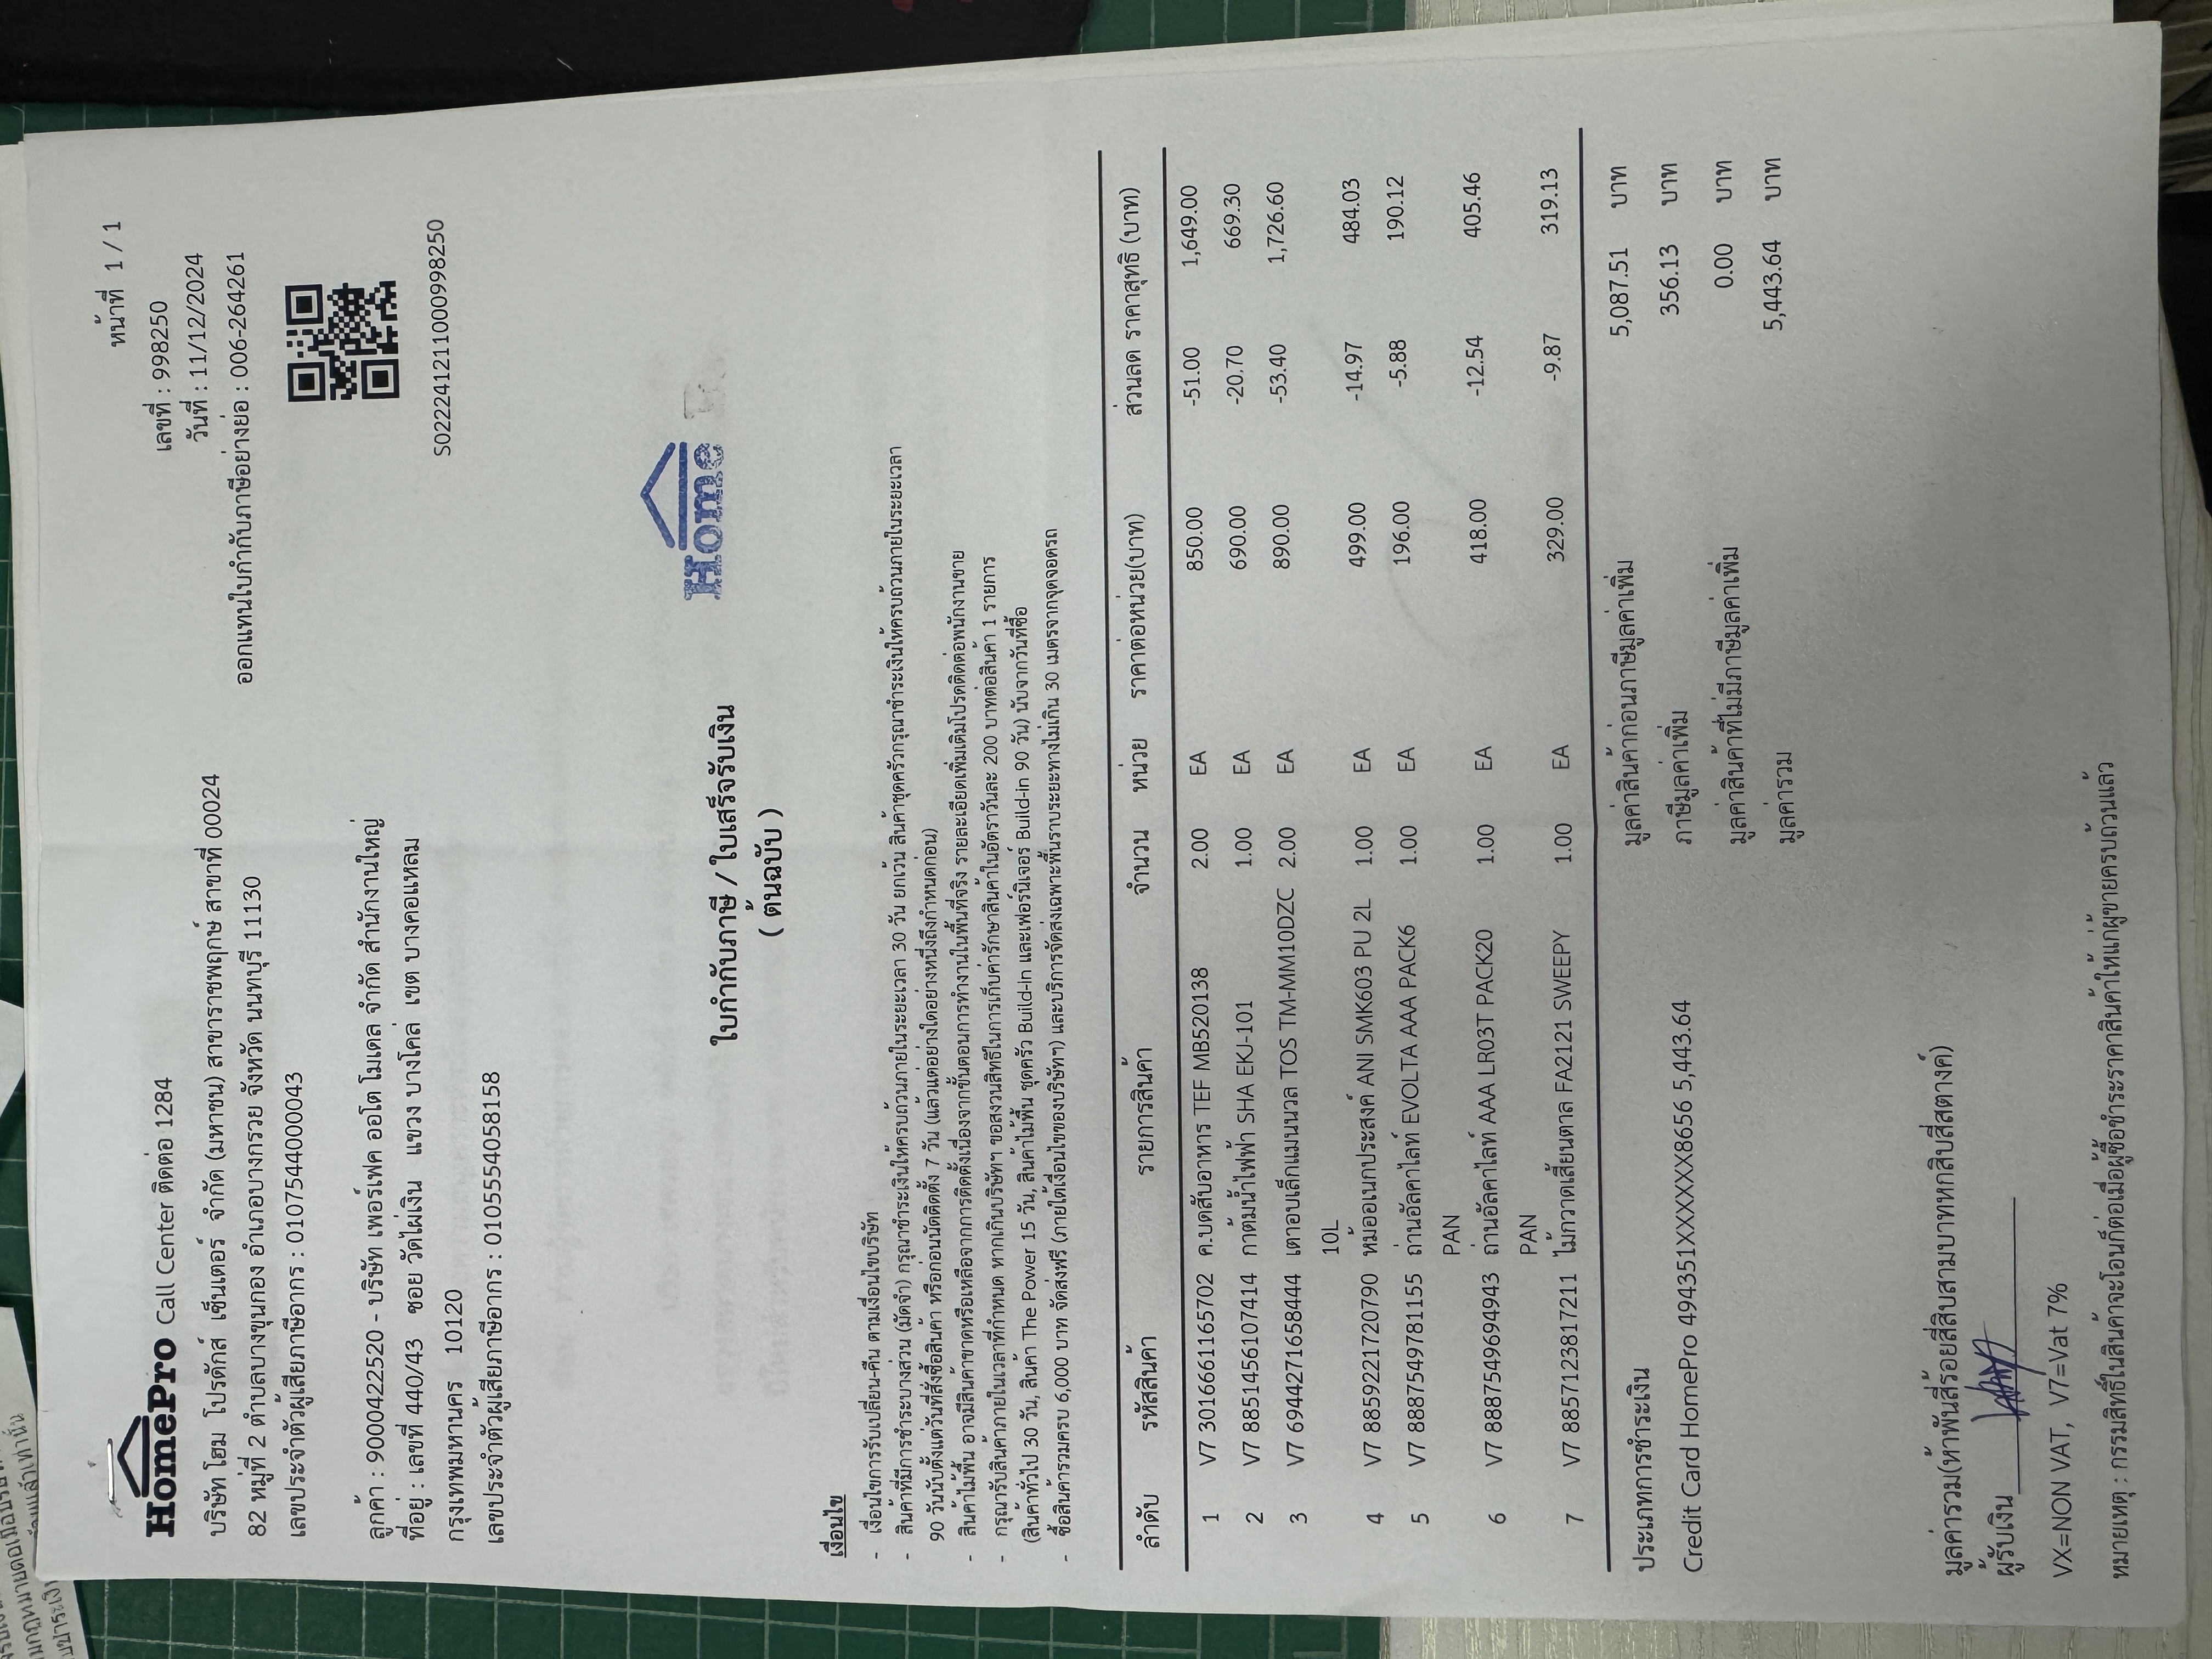 มกฎหมายต่อเมื่อบริษัท
แล้วเท่านั้น
หน้าที่ 1 / 1
HomePro Call Center ติดต่อ 1284
เลขที่ : 998250
วันที่ : 11/12/2024
บริษัท โฮม โปรดักส์ เซ็นเตอร์ จำกัด (มหาชน) สาขาราชพฤกษ์ สาขาที่ 00024
ออกแทนใบกำกับภาษีอย่างย่อ : 006-264261
82 หมู่ที่ 2 ตำบลบางขุนกอง อำเภอบางกรวย จังหวัด นนทบุรี 11130
เลขประจำตัวผู้เสียภาษีอากร : 0107544000043
ลูกค้า : 9000422520 - บริษัท เพอร์เฟค ออโต โมเดล จำกัด สำนักงานใหญ่
ที่อยู่ : เลขที่ 440/43 ซอย วัดไผ่เงิน แขวง บางโคล่ เขต บางคอแหลม
กรุงเทพมหานคร 10120
S022241211000998250
เลขประจำตัวผู้เสียภาษีอากร : 0105554058158
Home
ใบกำกับภาษี / ใบเสร็จรับเงิน
( ต้นฉบับ )
เงื่อนไข
- เงื่อนไขการรับเปลี่ยน-คืน ตามเงื่อนไขบริษัท
- สินค้าที่มีการชำระบางส่วน (มัดจำ) กรุณาชำระเงินให้ครบถ้วนภายในระยะเวลา 30 วัน ยกเว้น สินค้าชุดครัวกรุณาชำระเงินให้ครบถ้วนภายในระยะเวลา
90 วันนับตั้งแต่วันที่สั่งซื้อสินค้า หรือก่อนนัดติดตั้ง 7 วัน (แล้วแต่อย่างใดอย่างหนึ่งถึงกำหนดก่อน)
- สินค้าไม้พื้น อาจมีสินค้าขาดหรือเหลือจากการติดตั้งเนื่องจากขั้นตอนการทำงานในพื้นที่จริง รายละเอียดเพิ่มเติมโปรดติดต่อพนักงานขาย
- กรุณารับสินค้าภายในเวลาที่กำหนด หากเกินบริษัทฯ ขอสงวนสิทธิในการเก็บค่ารักษาสินค้าในอัตราวันละ 200 บาทต่อสินค้า 1 รายการ
(สินค้าทั่วไป 30 วัน, สินค้า The Power 15 วัน, สินค้าไม้พื้น ชุดครัว Build-In และเฟอร์นิเจอร์ Build-in 90 วัน) นับจากวันที่ซื้อ
- ซื้อสินค้ารวมครบ 6,000 บาท จัดส่งฟรี (ภายใต้เงื่อนไขของบริษัทฯ) และบริการจัดส่งเฉพาะพื้นราบระยะทางไม่เกิน 30 เมตรจากจุดจอดรถ
ลำดับ รหัสสินค้า รายการสินค้า จำนวน หน่วย ราคาต่อหน่วย(บาท) ส่วนลด ราคาสุทธิ (บาท)
1 V7 3016661165702 ค.บดสับอาหาร TEF MB520138 2.00 EA 850.00 -51.00 1,649.00
2 V7 8851456107414 กาต้มน้ำไฟฟ้า SHA EKJ-101 1.00 EA 690.00 -20.70 669.30
3 V7 6944271658444 เตาอบเล็กแมนนวล TOS TM-MM10DZC 2.00 EA 890.00 -53.40 1,726.60
10L
4 V7 8859221720790 หม้ออเนกประสงค์ ANI SMK603 PU 2L 1.00 EA 499.00 -14.97 484.03
5 V7 8887549781155 ถ่านอัลคาไลท์ EVOLTA AAA PACK6 1.00 EA 196.00 -5.88 190.12
PAN
6 V7 8887549694943 ถ่านอัลคาไลท์ AAA LR03T PACK20 1.00 EA 418.00 -12.54 405.46
PAN
7 V7 8857123817211 ไม้กวาดเสี้ยนตาล FA2121 SWEEPY 1.00 EA 329.00 -9.87 319.13
ประเภทการชำระเงิน มูลค่าสินค้าก่อนภาษีมูลค่าเพิ่ม 5,087.51 บาท
Credit Card HomePro 494351XXXXXX8656 5,443.64 ภาษีมูลค่าเพิ่ม 356.13 บาท
มูลค่าสินค้าที่ไม่มีภาษีมูลค่าเพิ่ม 0.00 บาท
มูลค่ารวม 5,443.64 บาท
มูลค่ารวม(ห้าพันสี่ร้อยสี่สิบสามบาทหกสิบสี่สตางค์)
ผู้รับเงิน
VX=NON VAT, V7=Vat 7%
หมายเหตุ : กรรมสิทธิ์ในสินค้าจะโอนก็ต่อเมื่อผู้ซื้อชำระราคาสินค้าให้แก่ผู้ขายครบถ้วนแล้ว